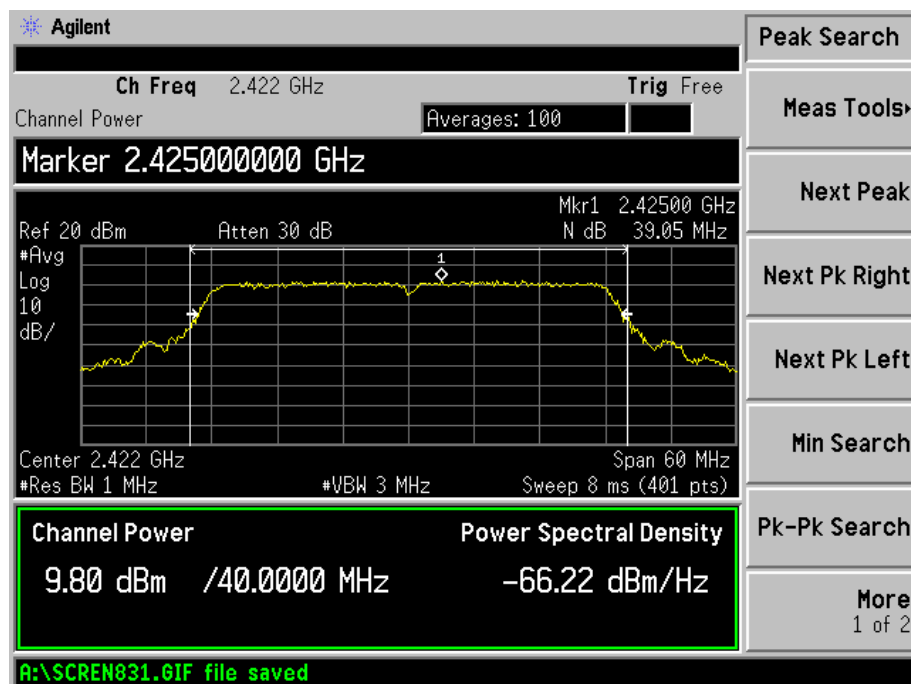 Agilent
Peak Search
Ch Freq 2.422 GHz Trig Free
Channel Power Averages: 100
Meas Tools
Marker 2.425000000 GHz
Mkr1 2.42500 GHz
Ref 20 dBm Atten 30 dB N dB 39.05 MHz
Next Peak
#Avg
Log
10
dB/
1
Next Pk Right
Next Pk Left
Center 2.422 GHz Span 60 MHz
#Res BW 1 MHz #VBW 3 MHz Sweep 8 ms (401 pts)
Min Search
Channel Power Power Spectral Density
9.80 dBm /40.0000 MHz -66.22 dBm/Hz
Pk-Pk Search
More
1 of 2
A:\SCREN831.GIF file saved